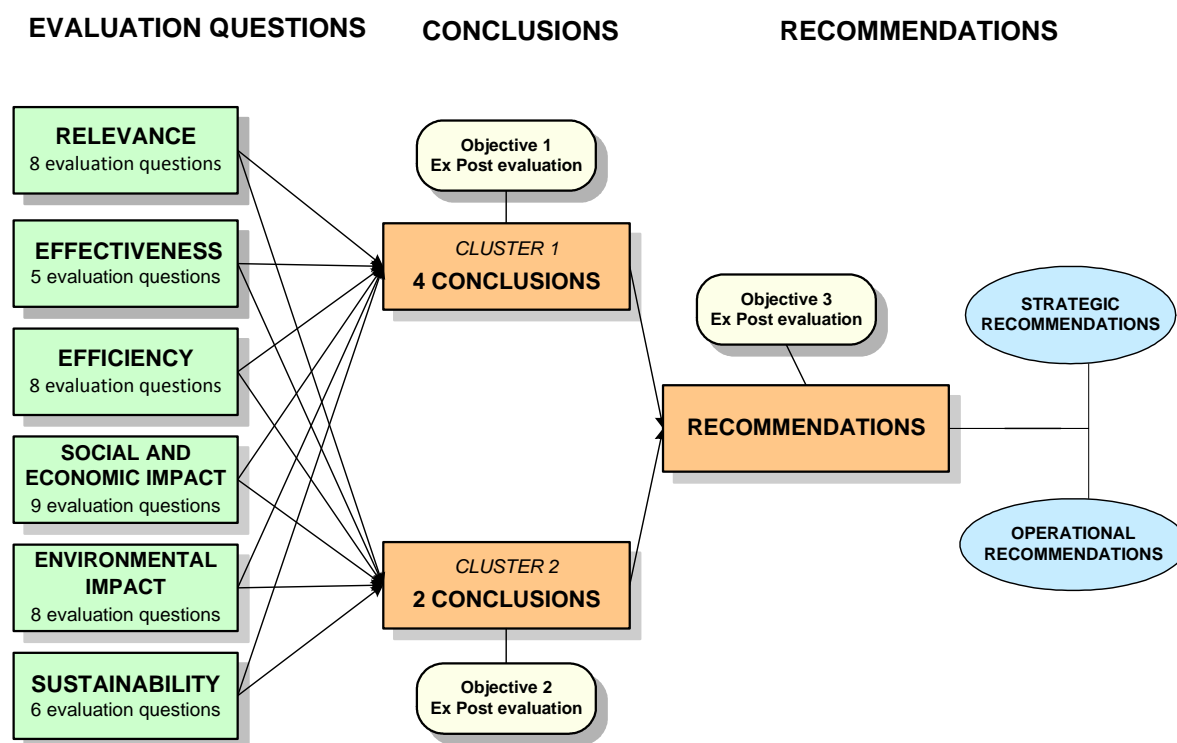 EVALUATION QUESTIONS
CONCLUSIONS
RECOMMENDATIONS
RELEVANCE
8 evaluation questions
EFFECTIVENESS
5 evaluation questions
EFFICIENCY
8 evaluation questions
SOCIAL AND
ECONOMIC IMPACT
9 evaluation questions
ENVIRONMENTAL
IMPACT
8 evaluation questions
SUSTAINABILITY
6 evaluation questions
Objective 1
Ex Post evaluation
CLUSTER 1
4 CONCLUSIONS
CLUSTER 2
2 CONCLUSIONS
Objective 2
Ex Post evaluation
Objective 3
Ex Post evaluation
RECOMMENDATIONS
STRATEGIC
RECOMMENDATIONS
OPERATIONAL
RECOMMENDATIONS